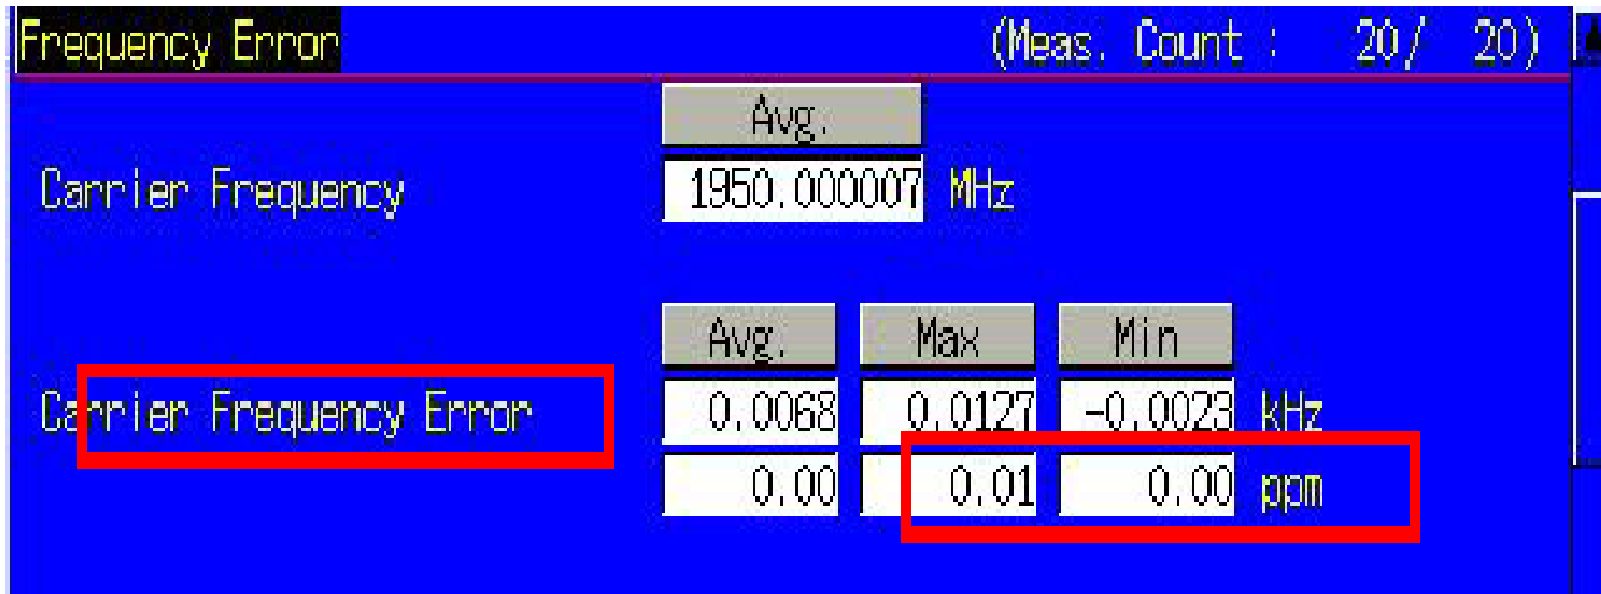 Frequency Error (Meas. Count : 20/ 20)
Avg.
Carrier Frequency 1950.000007 MHz
Avg. Max Min
Carrier Frequency Error 0.0068 0.0127 -0.0023 kHz
0.00 0.01 0.00 ppm